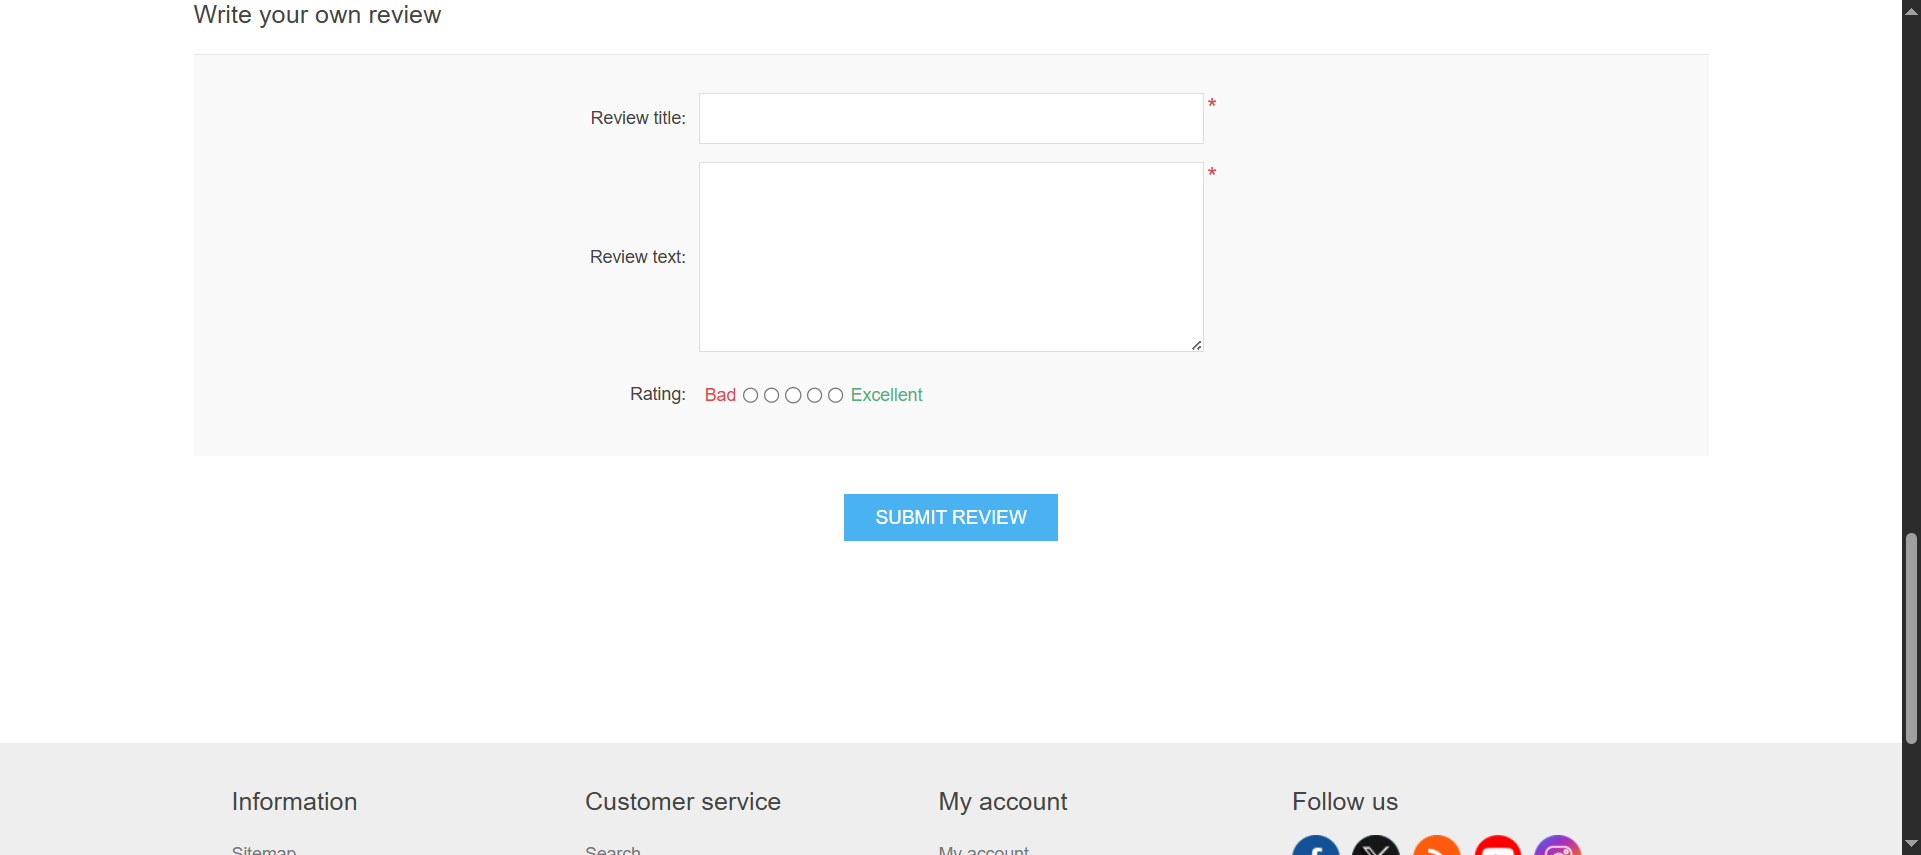 Write your own review
Review title:
*
Review text:
*
Rating:
Bad Excellent
SUBMIT REVIEW
Information
Customer service
My account
Follow us
Sitemap
Search
My account